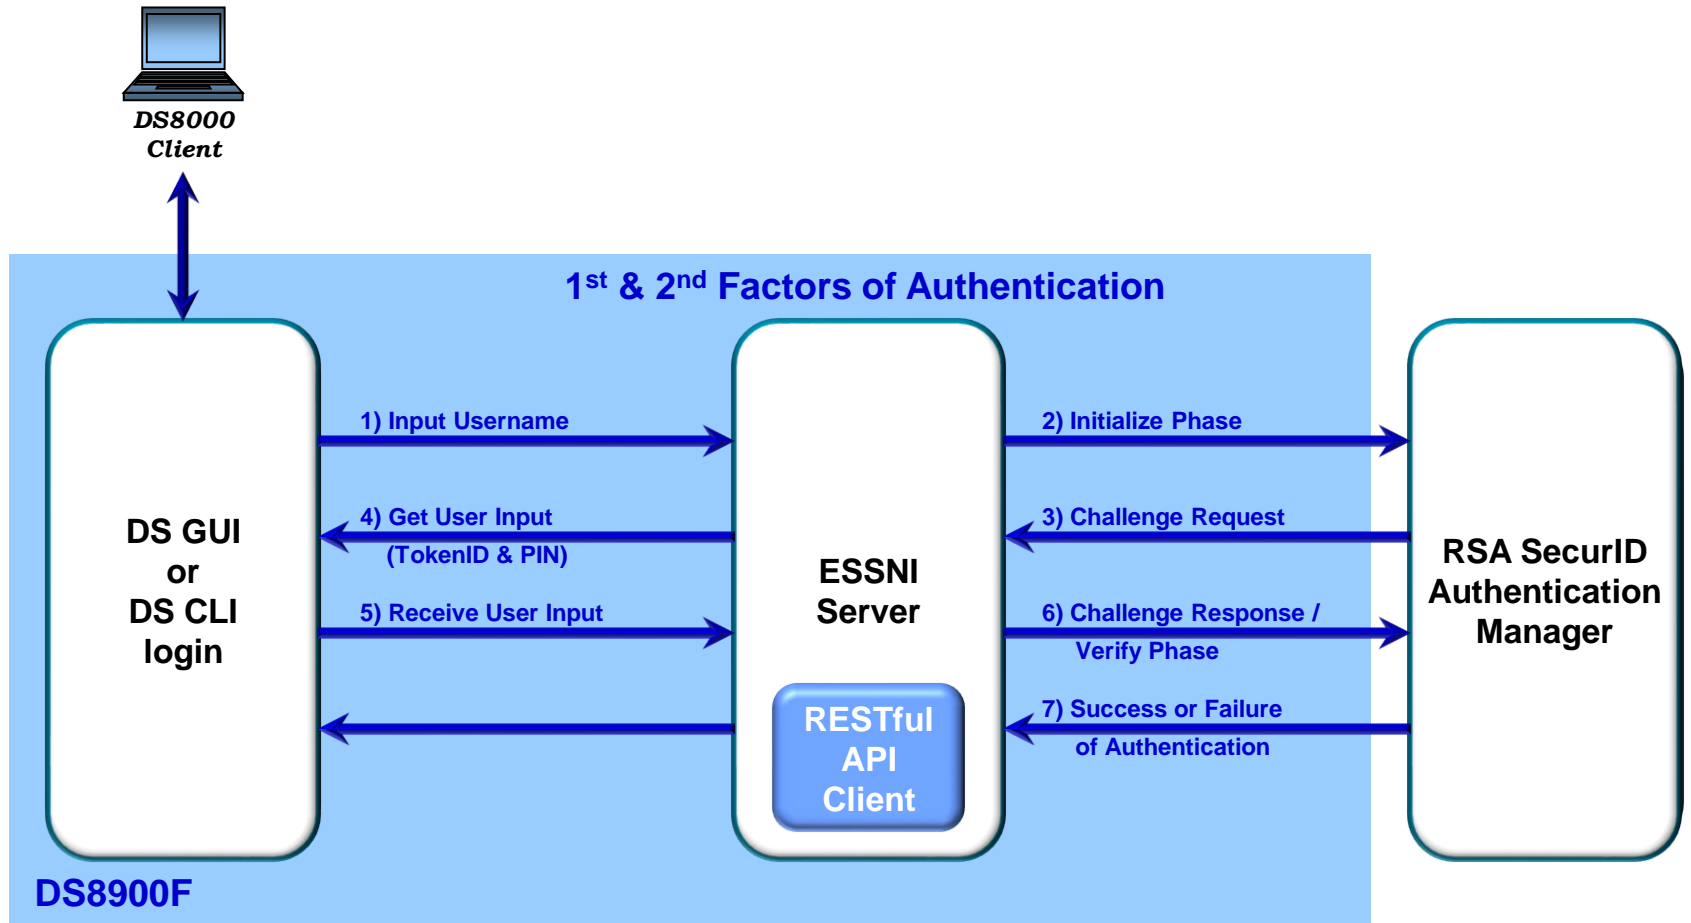 DS8000
Client
1st & 2nd Factors of Authentication
DS GUI
or
DS CLI
login
1) Input Username
4) Get User Input
(TokenID & PIN)
5) Receive User Input
ESSNI
Server
RESTful
API
Client
2) Initialize Phase
3) Challenge Request
6) Challenge Response /
Verify Phase
7) Success or Failure
of Authentication
RSA SecurID
Authentication
Manager
DS8900F